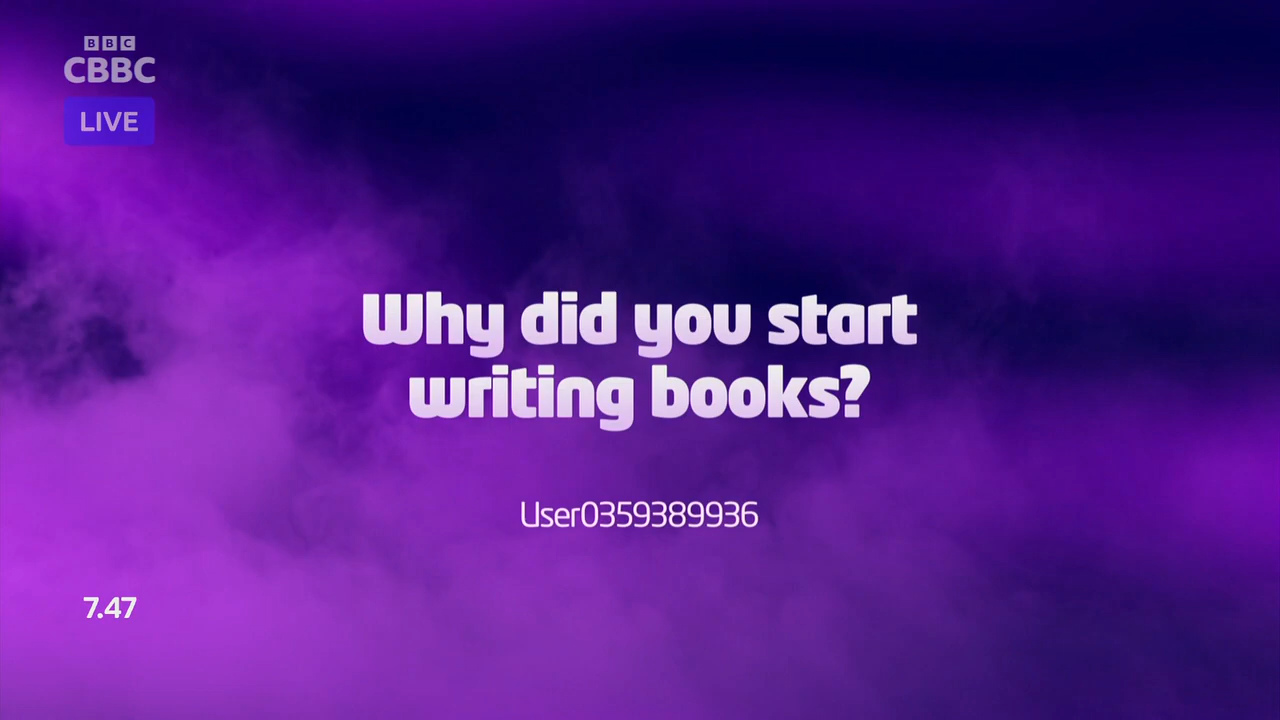 BBC
CBBC
LIVE
Why did you start
writing books?
User0359389936
7.47